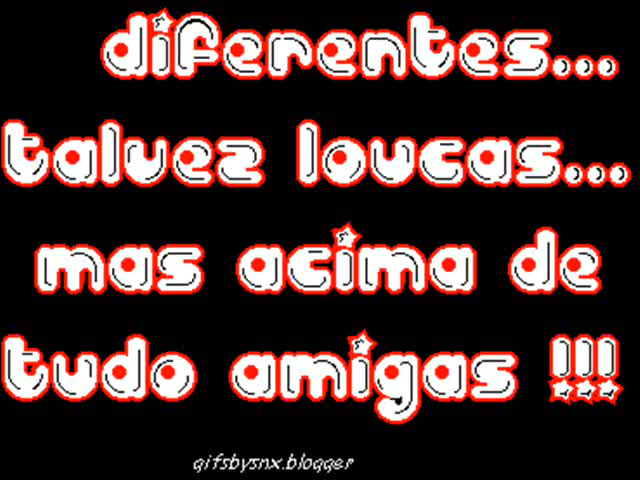 diferentes...
talvez loucas...
mas acima de
tudo amigas !!!
gifsbysnx.blogger